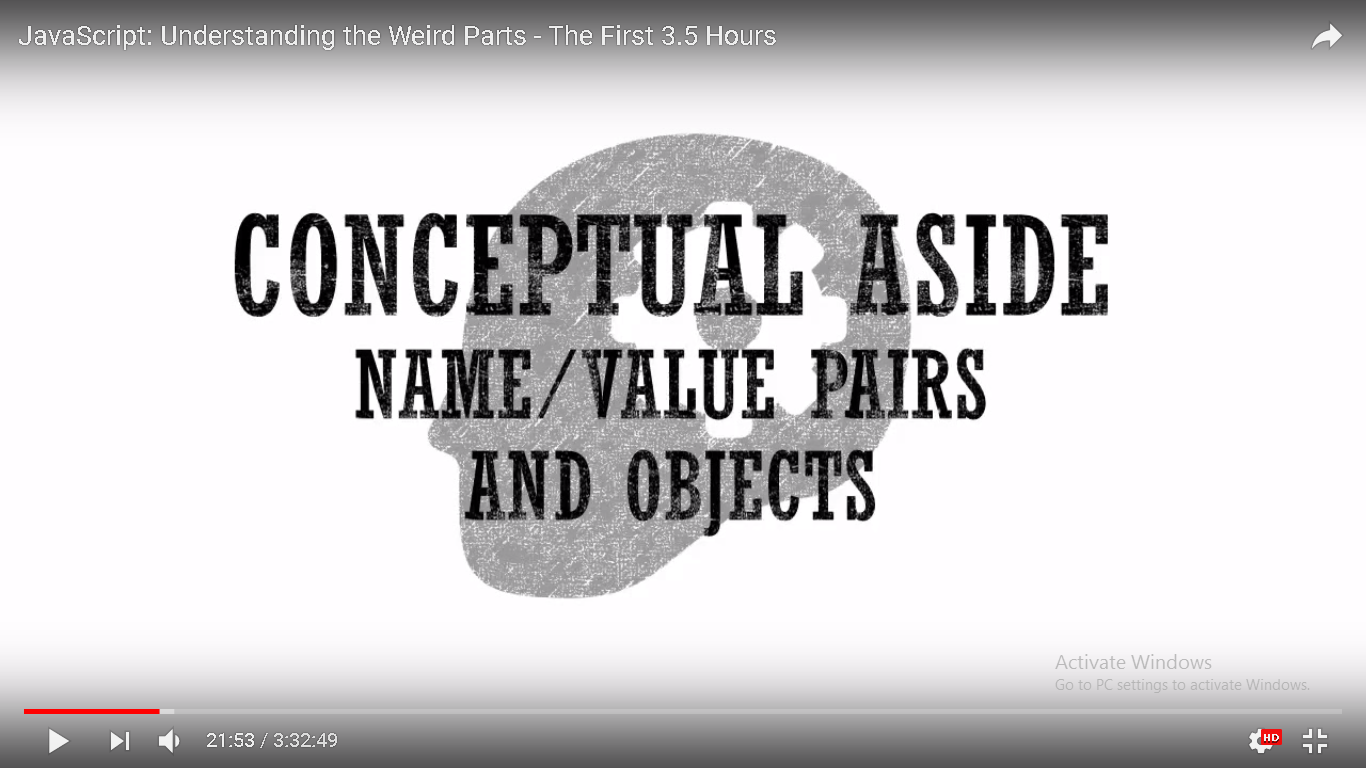 JavaScript: Understanding the Weird Parts - The First 3.5 Hours
CONCEPTUAL ASIDE
NAME/VALUE PAIRS
AND OBJECTS
Activate Windows
Go to PC settings to activate Windows.
21:53 / 3:32:49
HD